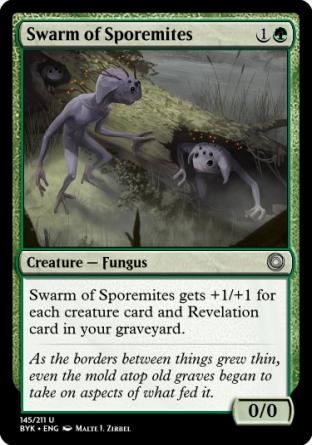 Swarm of Sporemites 1
Creature — Fungus
Swarm of Sporemites gets +1/+1 for
each creature card and Revelation
card in your graveyard.
As the borders between things grew thin,
even the mold atop old graves began to
take on aspects of what fed it.
0/0
145/211 U
BYK • ENG Malte J. Zirbel